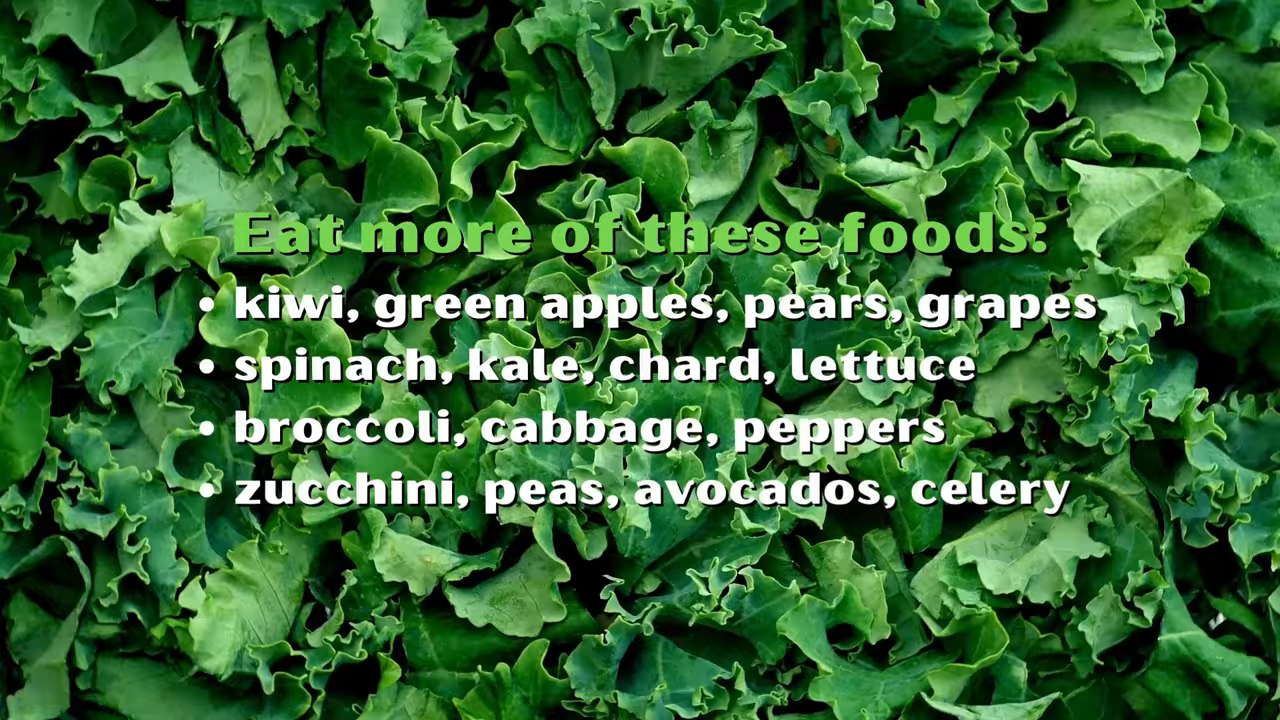 Eat more of these foods:
• kiwi, green apples, pears, grapes
• spinach, kale, chard, lettuce
• broccoli, cabbage, peppers
• zucchini, peas, avocados, celery